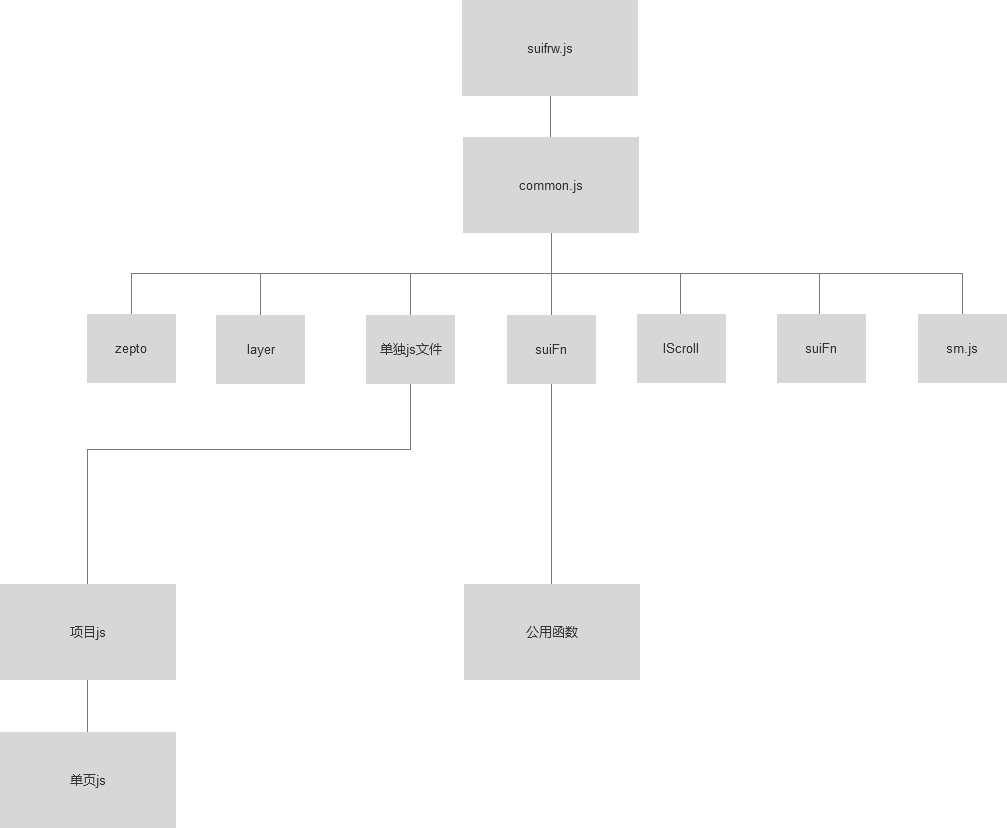 suifrw.js
common.js
zepto
layer
单独js文件
suiFn
IScroll
suiFn
sm.js
项目js
公用函数
单页js